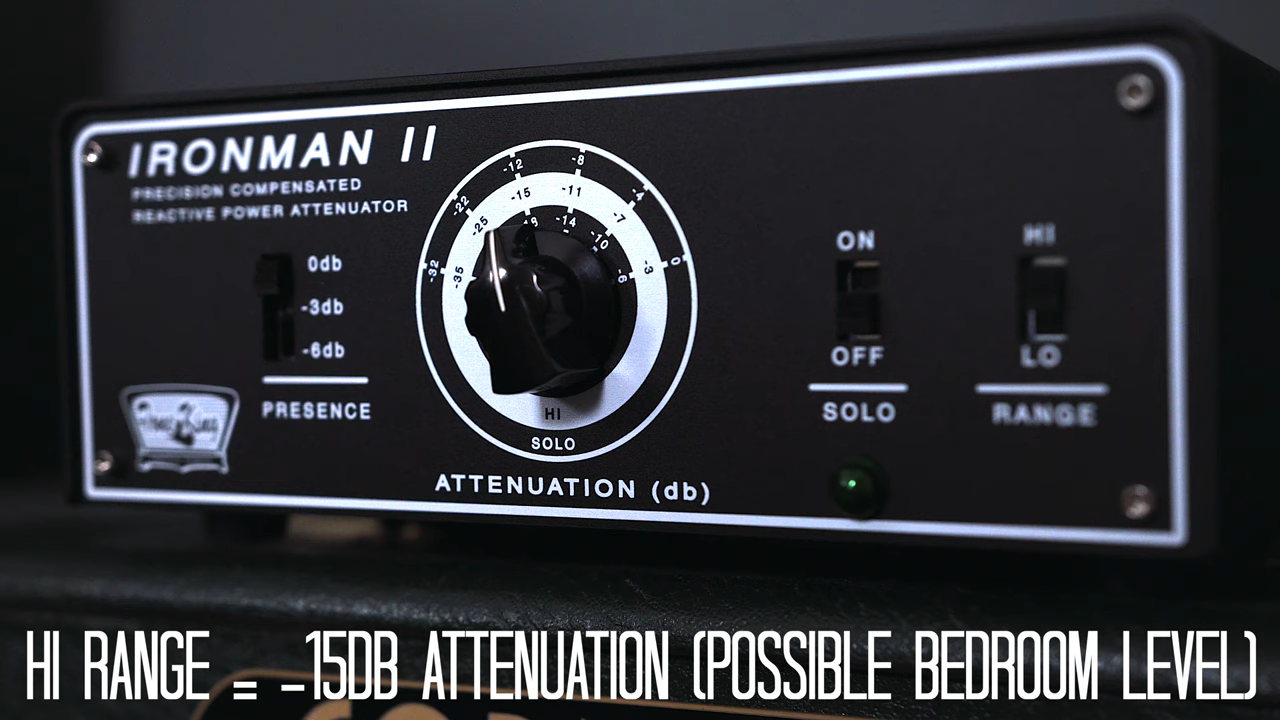 IRONMAN II
PRECISION COMPENSATED
REACTIVE POWER ATTENUATOR
0db
-3db
-6db
PRESENCE
-32 -22 -12 -8 -4 0
-35 -25 -15 -11 -7 -3
-14 -10 -6
HI
SOLO
ATTENUATION (db)
ON
OFF
SOLO
HI
LO
RANGE
HI RANGE = -15DB ATTENUATION (POSSIBLE BEDROOM LEVEL)